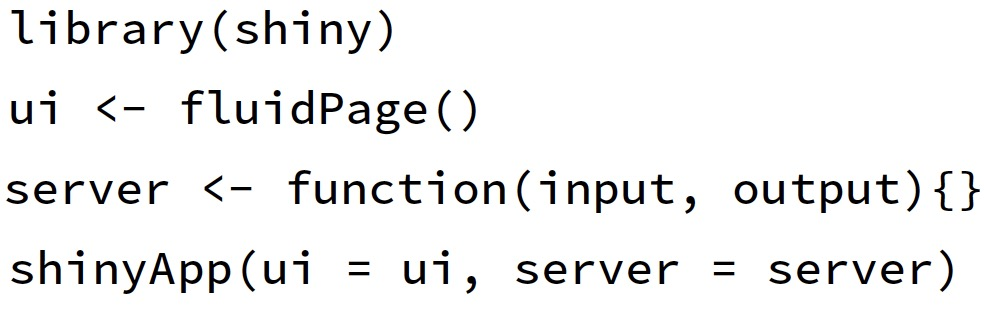 library(shiny)
ui <- fluidPage()
server <- function(input, output){}
shinyApp(ui = ui, server = server)